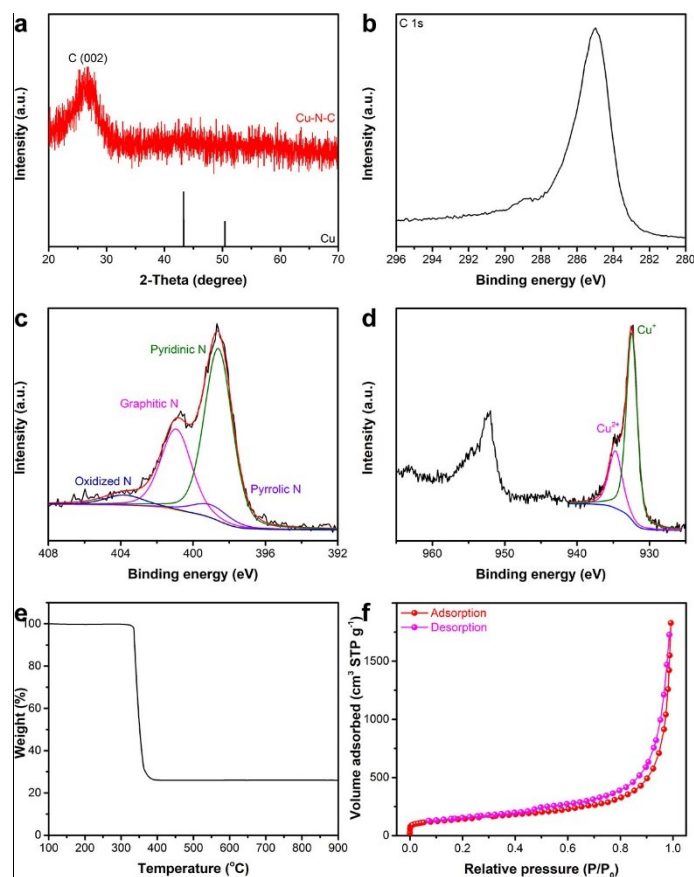 a
C (002)
Cu-N-C
Cu
Intensity (a.u.)
20 30 40 50 60 70
2-Theta (degree)
b
C 1s
Intensity (a.u.)
296 294 292 290 288 286 284 282 280
Binding energy (eV)
c
Pyridinic N
Graphitic N
Oxidized N
Pyrrolic N
Intensity (a.u.)
408 404 400 396 392
Binding energy (eV)
d
Cu⁺
Cu²⁺
Intensity (a.u.)
960 950 940 930
Binding energy (eV)
e
100
80
60
40
20
0
Weight (%)
100 200 300 400 500 600 700 800 900
Temperature (°C)
f
Adsorption
Desorption
1500
1000
500
0
Volume adsorbed (cm³ STP g⁻¹)
0.0 0.2 0.4 0.6 0.8 1.0
Relative pressure (P/P₀)